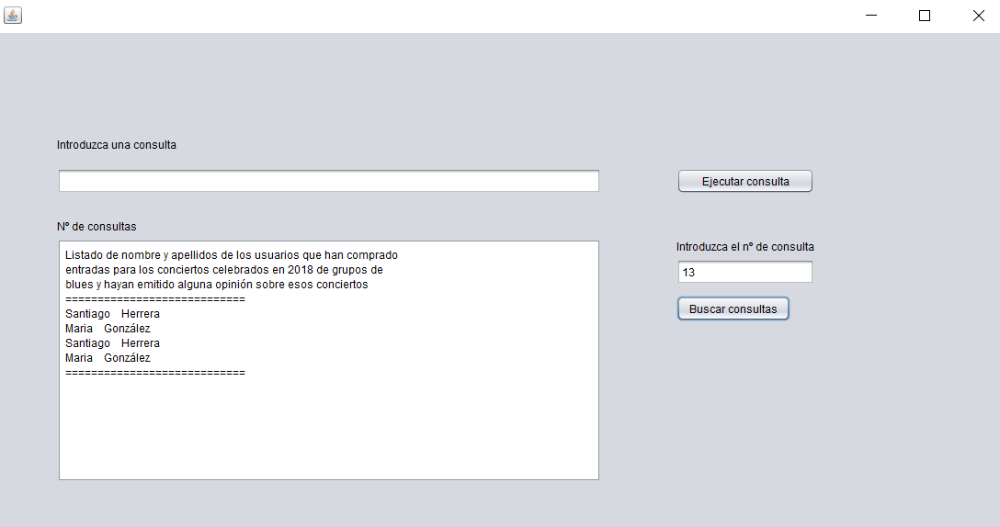 Introduzca una consulta
Ejecutar consulta
Nº de consultas
Listado de nombre y apellidos de los usuarios que han comprado
entradas para los conciertos celebrados en 2018 de grupos de
blues y hayan emitido alguna opinión sobre esos conciertos
============================
Santiago Herrera
Maria González
Santiago Herrera
Maria González
============================
Introduzca el nº de consulta
13
Buscar consultas